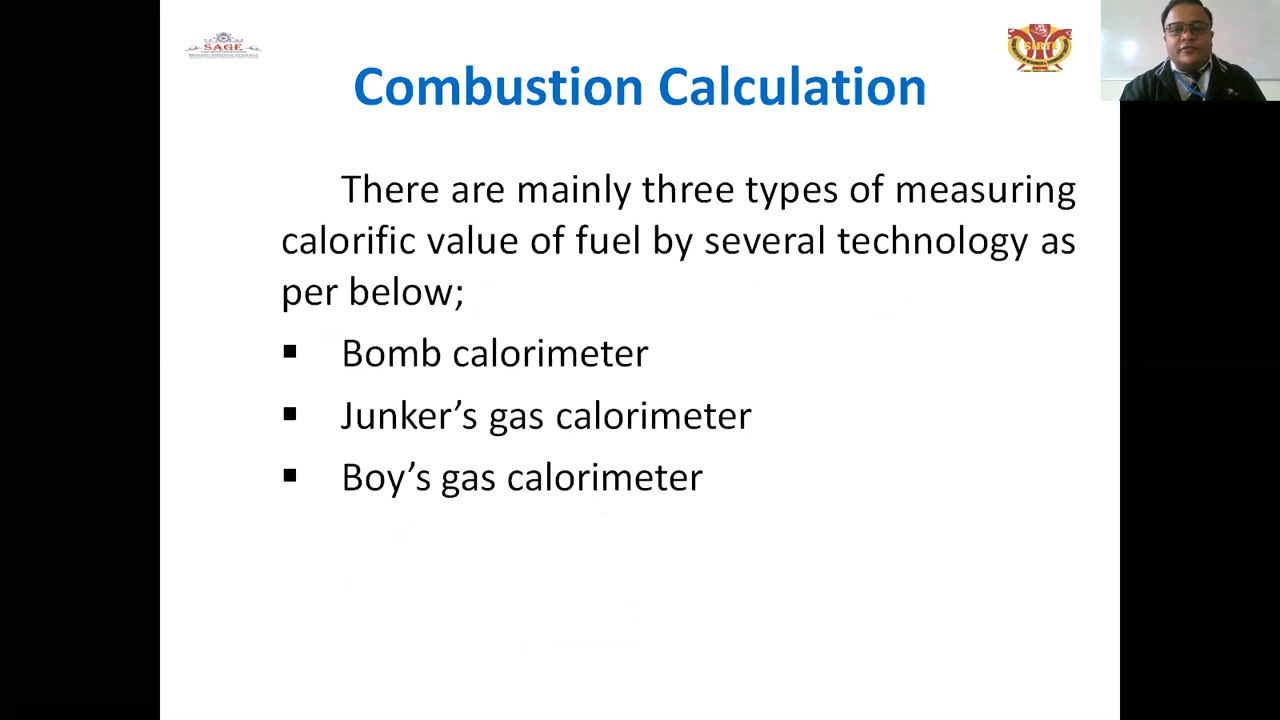 SAGE
SIRTE
Combustion Calculation
There are mainly three types of measuring
calorific value of fuel by several technology as
per below;
▪ Bomb calorimeter
▪ Junker’s gas calorimeter
▪ Boy’s gas calorimeter